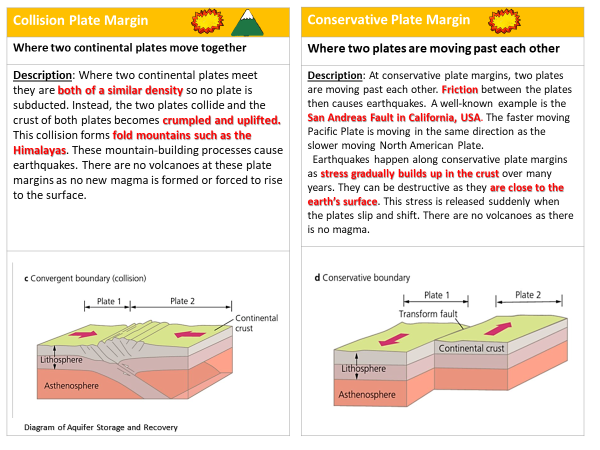 Collision Plate Margin
Where two continental plates move together
Description: Where two continental plates meet
they are both of a similar density so no plate is
subducted. Instead, the two plates collide and the
crust of both plates becomes crumpled and uplifted.
This collision forms fold mountains such as the
Himalayas. These mountain-building processes cause
earthquakes. There are no volcanoes at these plate
margins as no new magma is formed or forced to rise
to the surface.
c Convergent boundary (collision)
Plate 1
Plate 2
Continental
crust
Lithosphere
Asthenosphere
Diagram of Aquifer Storage and Recovery
Conservative Plate Margin
Where two plates are moving past each other
Description: At conservative plate margins, two plates
are moving past each other. Friction between the plates
then causes earthquakes. A well-known example is the
San Andreas Fault in California, USA. The faster moving
Pacific Plate is moving in the same direction as the
slower moving North American Plate.
Earthquakes happen along conservative plate margins
as stress gradually builds up in the crust over many
years. They can be destructive as they are close to the
earth's surface. This stress is released suddenly when
the plates slip and shift. There are no volcanoes as there
is no magma.
d Conservative boundary
Plate 1
Plate 2
Transform fault
Continental crust
Lithosphere
Asthenosphere